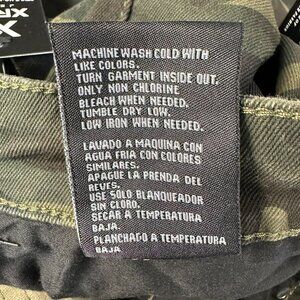 MACHINE WASH COLD WITH
LIKE COLORS.
TURN GARMENT INSIDE OUT.
ONLY NON CHLORINE
BLEACH WHEN NEEDED.
TUMBLE DRY LOW.
LOW IRON WHEN NEEDED.
LAVADO A MAQUINA CON
AGUA FRIA CON COLORES
SIMILARES.
APAGUE LA PRENDA DEL
REVES.
USE SOLO BLANQUEADOR
SIN CLORO.
SECAR A TEMPERATURA
BAJA.
PLANCHADO A TEMPERATURA
BAJA